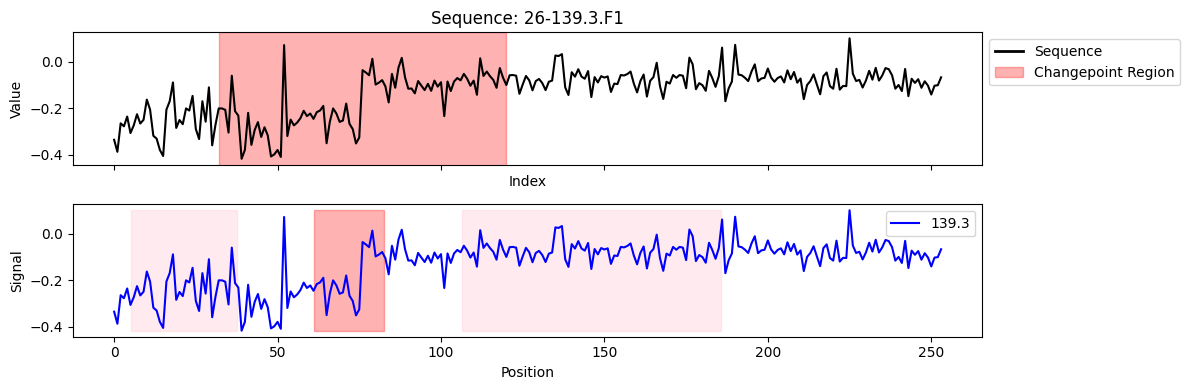 Sequence: 26-139.3.F1
Value
0.0
−0.2
−0.4
Index
Sequence
Changepoint Region
Signal
0.0
−0.2
−0.4
139.3
0 50 100 150 200 250
Position